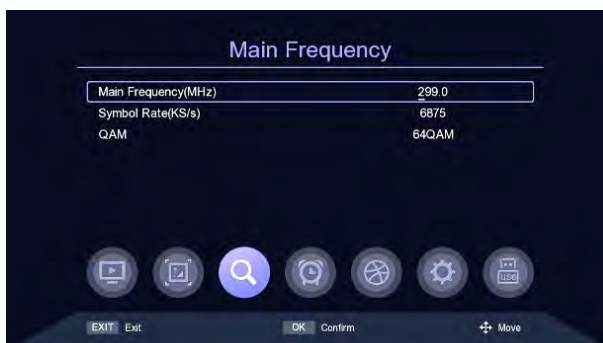 Main Frequency
Main Frequency(MHz) 299.0
Symbol Rate(KS/s) 6875
QAM 64QAM
USB
EXIT Exit OK Confirm Move